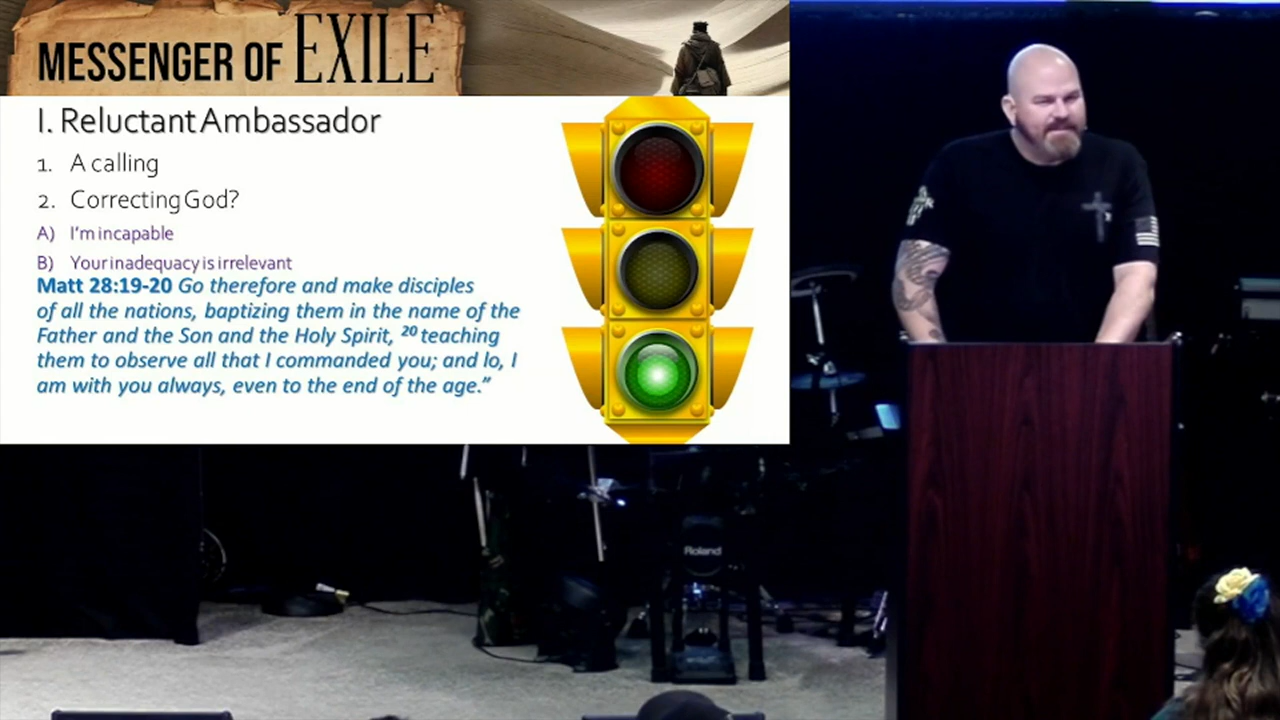 MESSENGER OF EXILE
I. Reluctant Ambassador
1. A calling
2. Correcting God?
A) I'm incapable
B) Your inadequacy is irrelevant
Matt 28:19-20 Go therefore and make disciples
of all the nations, baptizing them in the name of the
Father and the Son and the Holy Spirit, 20 teaching
them to observe all that I commanded you; and lo, I
am with you always, even to the end of the age.”
Roland